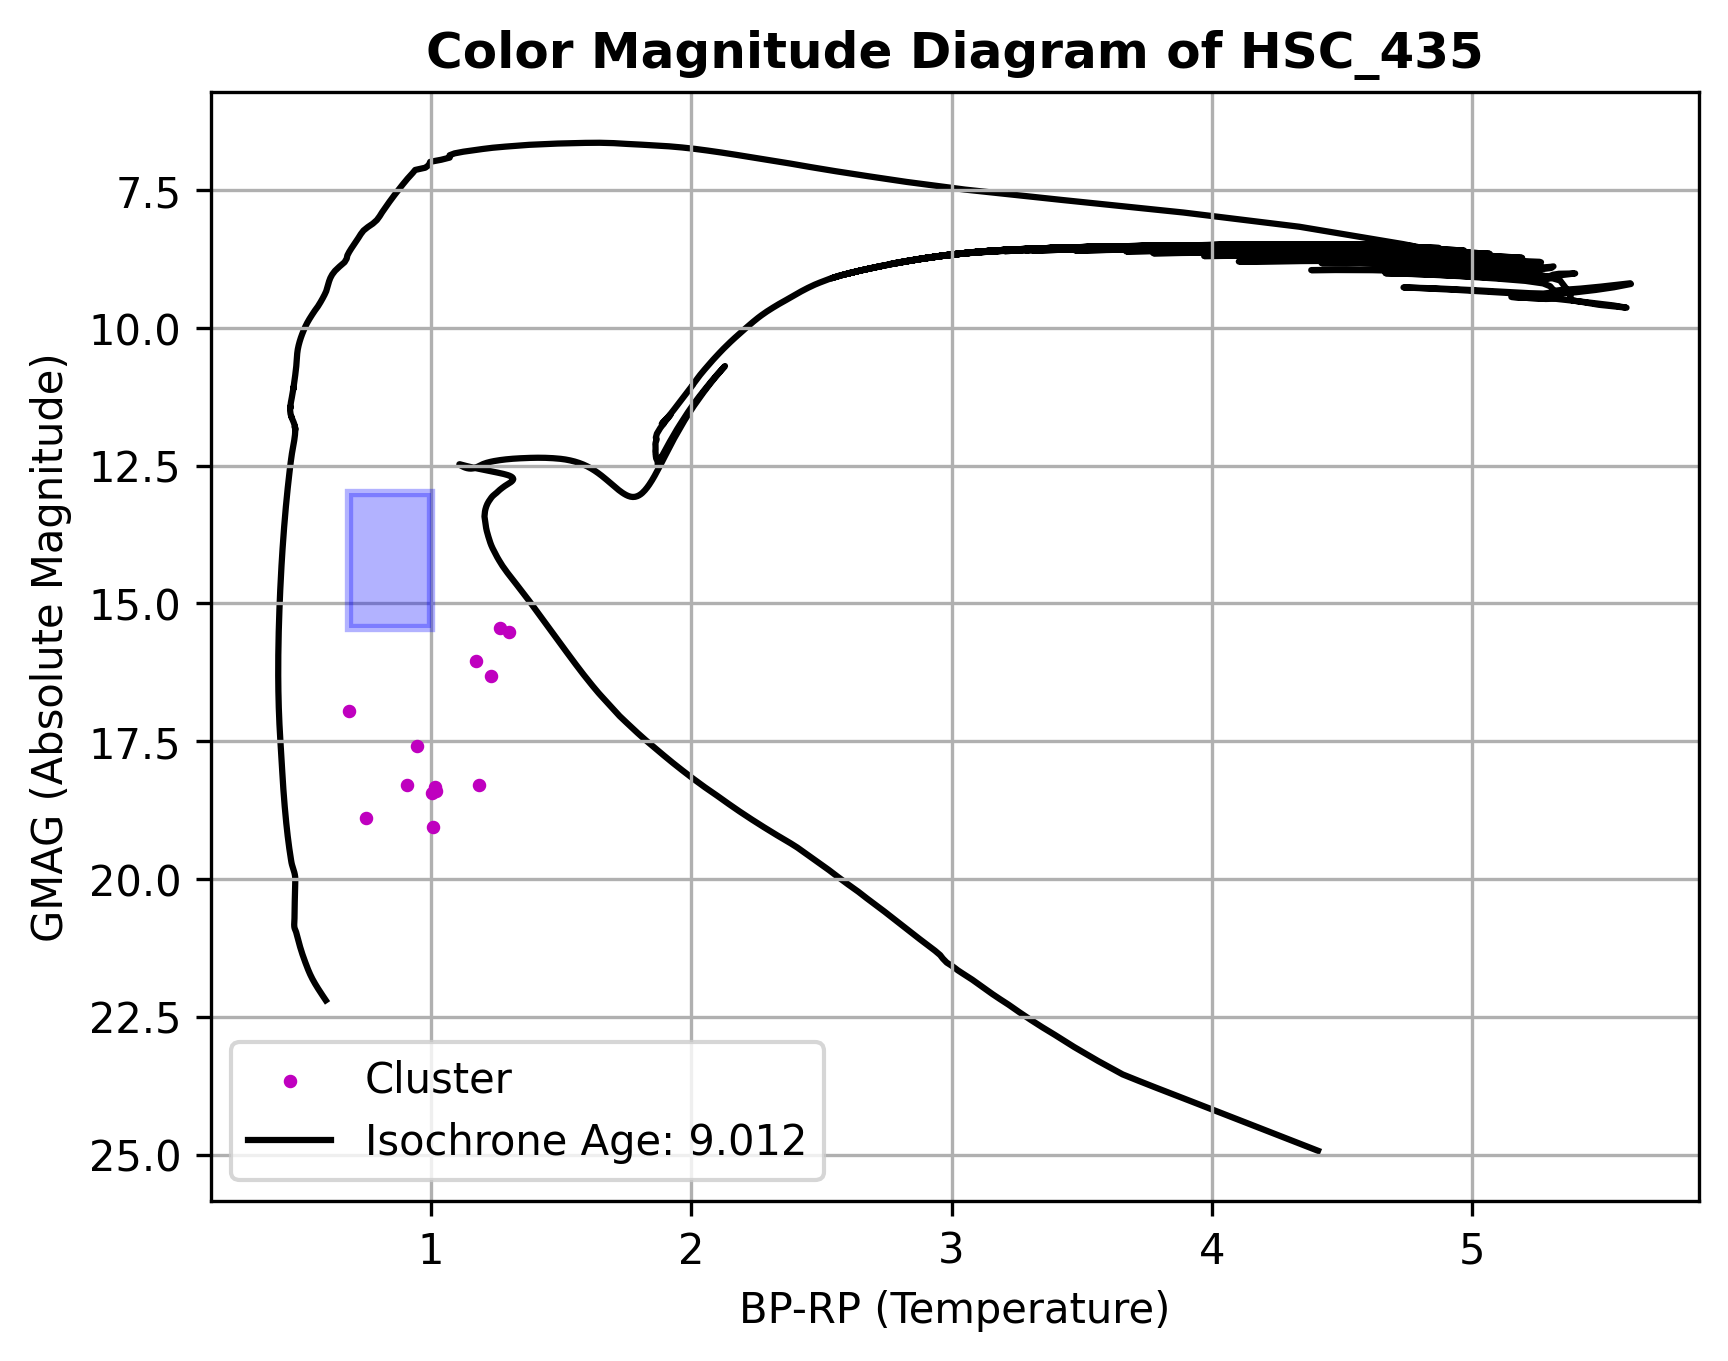 Color Magnitude Diagram of HSC_435
GMAG (Absolute Magnitude)
7.5
10.0
12.5
15.0
17.5
20.0
22.5
25.0
Cluster
Isochrone Age: 9.012
1 2 3 4 5
BP-RP (Temperature)